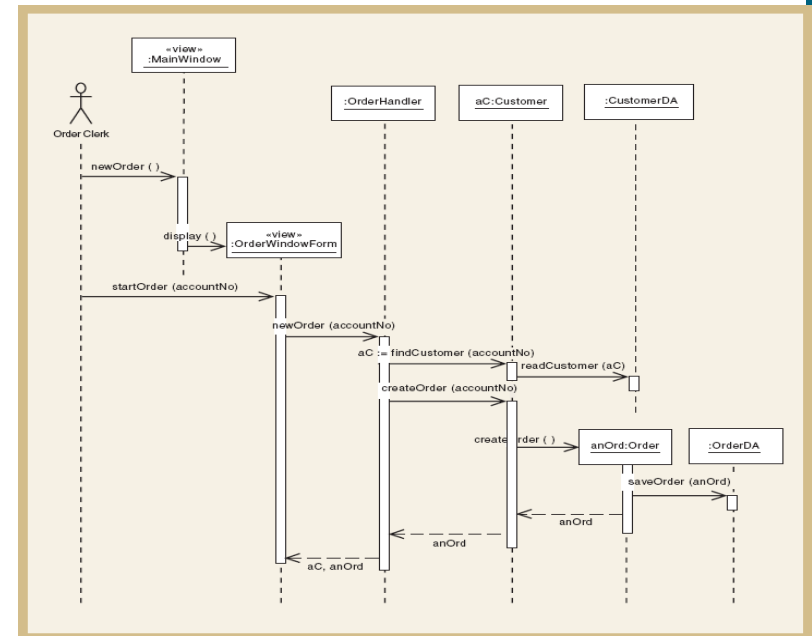 «view»
:MainWindow
:OrderHandler
aC:Customer
:CustomerDA
Order Clerk
newOrder ( )
display ( )
«view»
:OrderWindowForm
startOrder (accountNo)
newOrder (accountNo)
aC := findCustomer (accountNo)
readCustomer (aC)
createOrder (accountNo)
createOrder ( )
anOrd:Order
:OrderDA
saveOrder (anOrd)
anOrd
anOrd
aC, anOrd